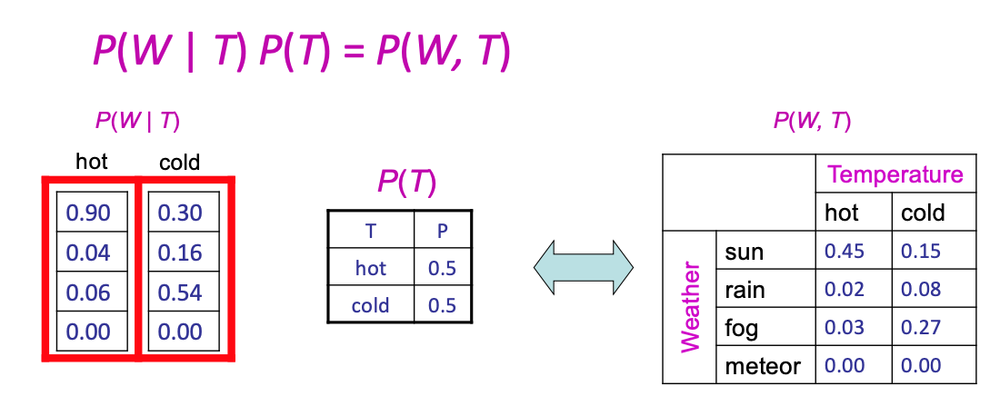 P(W | T) P(T) = P(W, T)
P(W | T)
hot cold
0.90 0.30
0.04 0.16
0.06 0.54
0.00 0.00
P(T)
T P
hot 0.5
cold 0.5
P(W, T)
Temperature
hot cold
Weather
sun 0.45 0.15
rain 0.02 0.08
fog 0.03 0.27
meteor 0.00 0.00